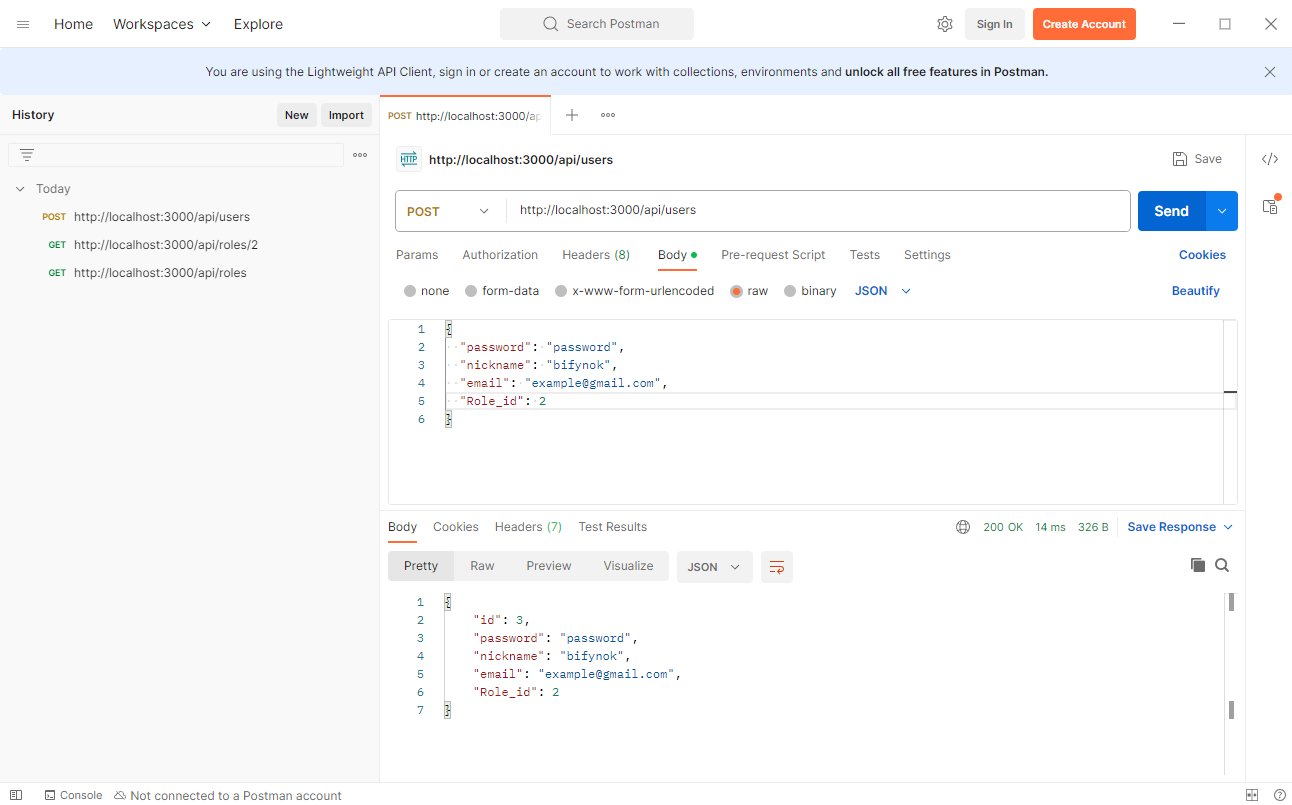 Home Workspaces Explore Search Postman Sign In Create Account
You are using the Lightweight API Client, sign in or create an account to work with collections, environments and unlock all free features in Postman.
History New Import
POST http://localhost:3000/ap
HTTP http://localhost:3000/api/users Save
Today
POST http://localhost:3000/api/users
GET http://localhost:3000/api/roles/2
GET http://localhost:3000/api/roles
POST http://localhost:3000/api/users Send
Params Authorization Headers (8) Body Pre-request Script Tests Settings Cookies
none form-data x-www-form-urlencoded raw binary JSON Beautify
1 {
2 "password": "password",
3 "nickname": "bifynok",
4 "email": "example@gmail.com",
5 "Role_id": 2
6 }
Body Cookies Headers (7) Test Results 200 OK 14 ms 326 B Save Response
Pretty Raw Preview Visualize JSON
1 {
2 "id": 3,
3 "password": "password",
4 "nickname": "bifynok",
5 "email": "example@gmail.com",
6 "Role_id": 2
7 }
Console Not connected to a Postman account